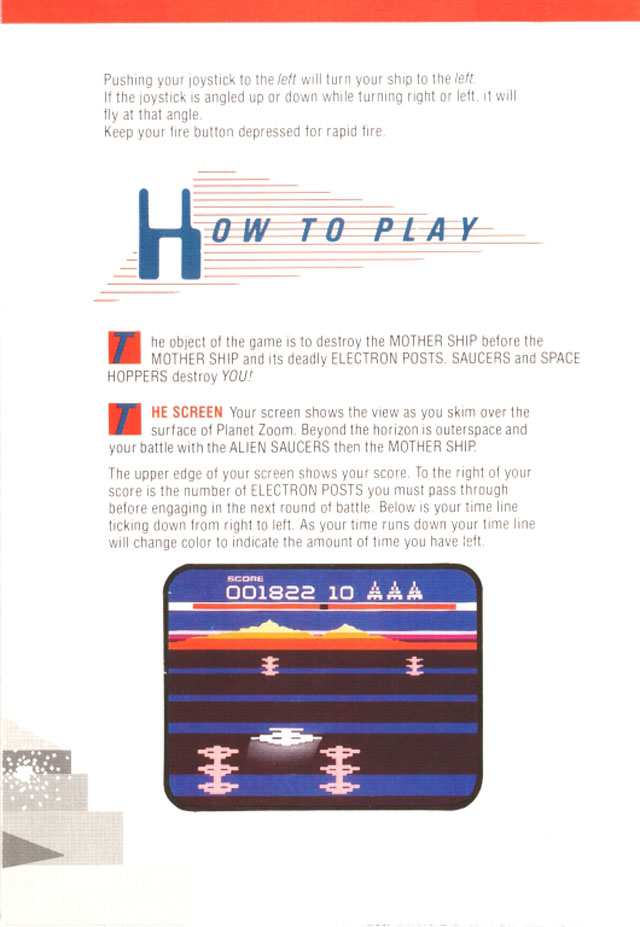 Pushing your joystick to the left will turn your ship to the left.
If the joystick is angled up or down while turning right or left, it will
fly at that angle.
Keep your fire button depressed for rapid fire.
HOW TO PLAY
The object of the game is to destroy the MOTHER SHIP before the
MOTHER SHIP and its deadly ELECTRON POSTS, SAUCERS and SPACE
HOPPERS destroy YOU!
THE SCREEN Your screen shows the view as you skim over the
surface of Planet Zoom. Beyond the horizon is outerspace and
your battle with the ALIEN SAUCERS then the MOTHER SHIP.
The upper edge of your screen shows your score. To the right of your
score is the number of ELECTRON POSTS you must pass through
before engaging in the next round of battle. Below is your time line
ticking down from right to left. As your time runs down your time line
will change color to indicate the amount of time you have left.
SCORE
001822 10